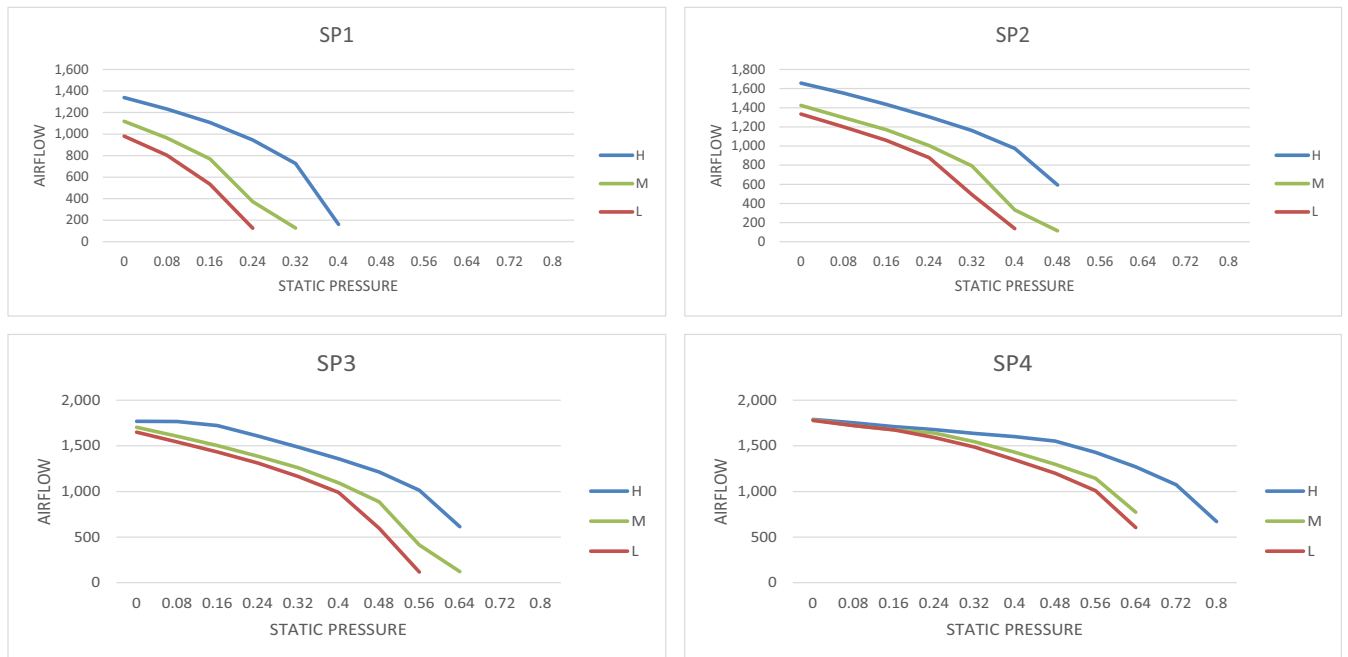 SP1
1,600
1,400
1,200
1,000
800
600
400
200
0
AIRFLOW
0 0.08 0.16 0.24 0.32 0.4 0.48 0.56 0.64 0.72 0.8
STATIC PRESSURE
H
M
L
SP2
1,800
1,600
1,400
1,200
1,000
800
600
400
200
0
AIRFLOW
0 0.08 0.16 0.24 0.32 0.4 0.48 0.56 0.64 0.72 0.8
STATIC PRESSURE
H
M
L
SP3
2,000
1,500
1,000
500
0
AIRFLOW
0 0.08 0.16 0.24 0.32 0.4 0.48 0.56 0.64 0.72 0.8
STATIC PRESSURE
H
M
L
SP4
2,000
1,500
1,000
500
0
AIRFLOW
0 0.08 0.16 0.24 0.32 0.4 0.48 0.56 0.64 0.72 0.8
STATIC PRESSURE
H
M
L